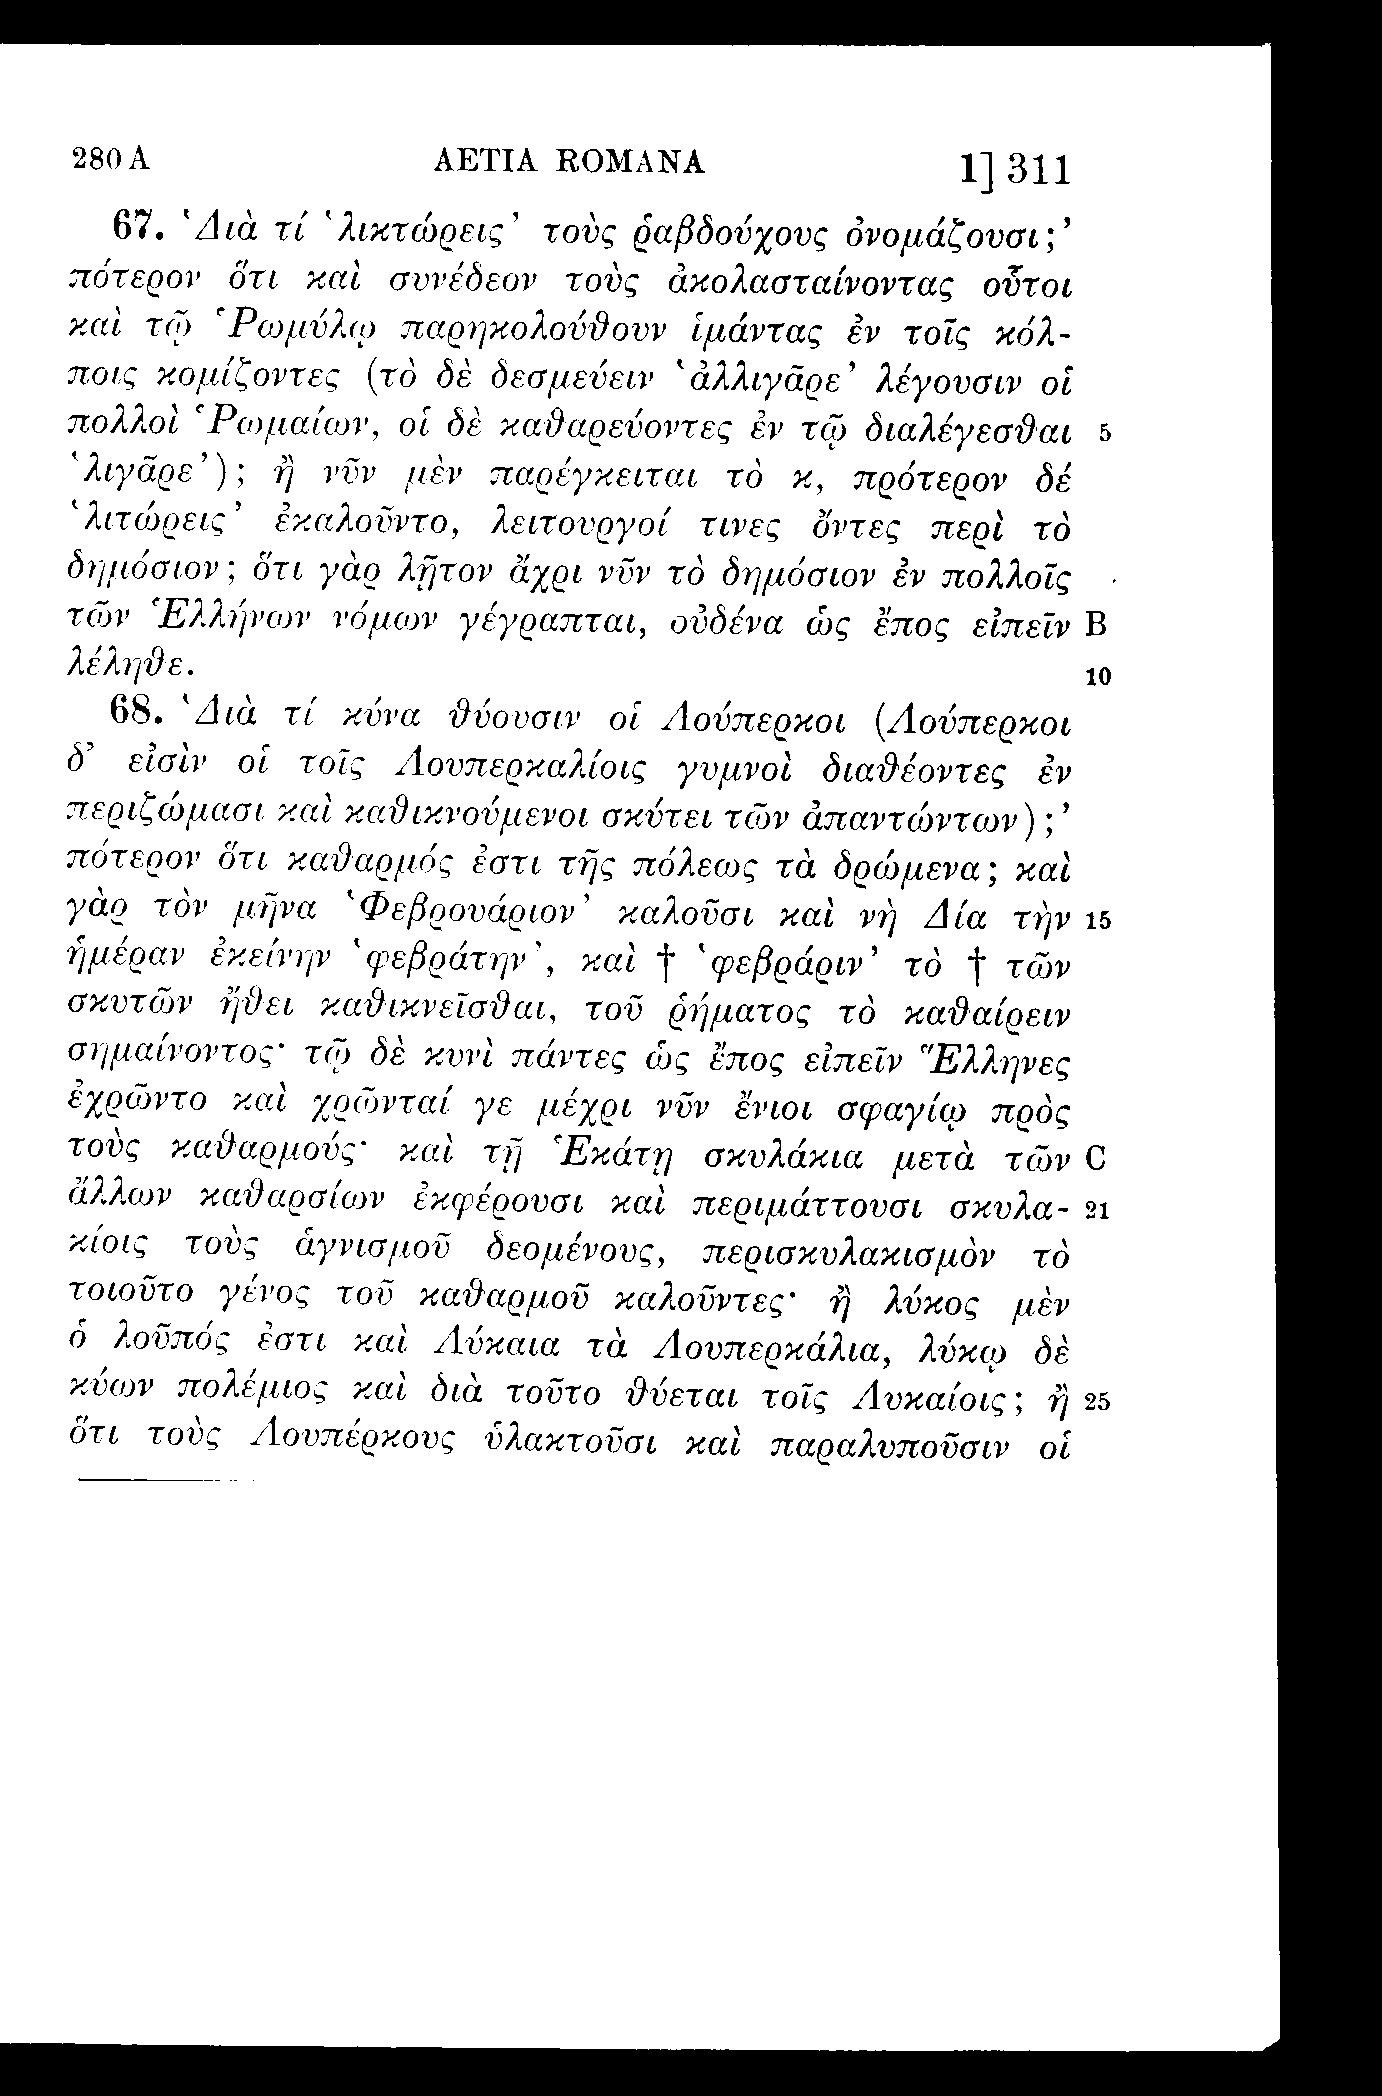 280 A AETIA ROMANA 1] 311
67. ‘Διὰ τί ‘λικτώρεις’ τοὺς ῥαβδούχους ὀνομάζουσι;’
πότερον ὅτι καὶ συνέδεον τοὺς ἀκολασταίνοντας οὗτοι
καὶ τῷ ‘Ρωμύλῳ παρηκολούθουν ἱμάντας ἐν τοῖς κόλ-
ποις κομίζοντες (τὸ δὲ δεσμεύειν ‘ἀλλιγᾶρε’ λέγουσιν οἱ
πολλοὶ Ῥωμαίων, οἱ δὲ καθαρεύοντες ἐν τῷ διαλέγεσθαι 5
‘λιγᾶρε’); ἢ νῦν μὲν παρέγκειται τὸ κ, πρότερον δέ
‘λιτώρεις’ ἐκαλοῦντο, λειτουργοί τινες ὄντες περὶ τὸ
δημόσιον; ὅτι γὰρ λῇτον ἄχρι νῦν τὸ δημόσιον ἐν πολλοῖς
τῶν Ἑλλήνων νόμων γέγραπται, οὐδένα ὡς ἔπος εἰπεῖν B
λέληθε. 10
68. ‘Διὰ τί κύνα θύουσιν οἱ Λούπερκοι (Λούπερκοι
δ’ εἰσὶν οἱ τοῖς Λουπερκαλίοις γυμνοὶ διαθέοντες ἐν
περιζώμασι καὶ καθικνούμενοι σκύτει τῶν ἀπαντώντων);’
πότερον ὅτι καθαρμός ἐστι τῆς πόλεως τὰ δρώμενα; καὶ
γὰρ τὸν μῆνα ‘Φεβρουάριον’ καλοῦσι καὶ νὴ Δία τὴν 15
ἡμέραν ἐκείνην ‘φεβράτην’, καὶ † ‘φεβράριν’ τὸ † τῶν
σκυτῶν ἤθει καθικνεῖσθαι, τοῦ ῥήματος τὸ καθαίρειν
σημαίνοντος· τῷ δὲ κυνὶ πάντες ὡς ἔπος εἰπεῖν Ἕλληνες
ἐχρῶντο καὶ χρῶνταί γε μέχρι νῦν ἔνιοι σφαγίῳ πρὸς
τοὺς καθαρμούς· καὶ τῇ Ἑκάτῃ σκυλάκια μετὰ τῶν C
ἄλλων καθαρσίων ἐκφέρουσι καὶ περιμάττουσι σκυλα- 21
κίοις τοὺς ἁγνισμοῦ δεομένους, περισκυλακισμὸν τὸ
τοιοῦτο γένος τοῦ καθαρμοῦ καλοῦντες· ἢ λύκος μὲν
ὁ λοῦπός ἐστι καὶ Λύκαια τὰ Λουπερκάλια, λύκῳ δὲ
κύων πολέμιος καὶ διὰ τοῦτο θύεται τοῖς Λυκαίοις; ἢ 25
ὅτι τοὺς Λουπέρκους ὑλακτοῦσι καὶ παραλυποῦσιν οἱ